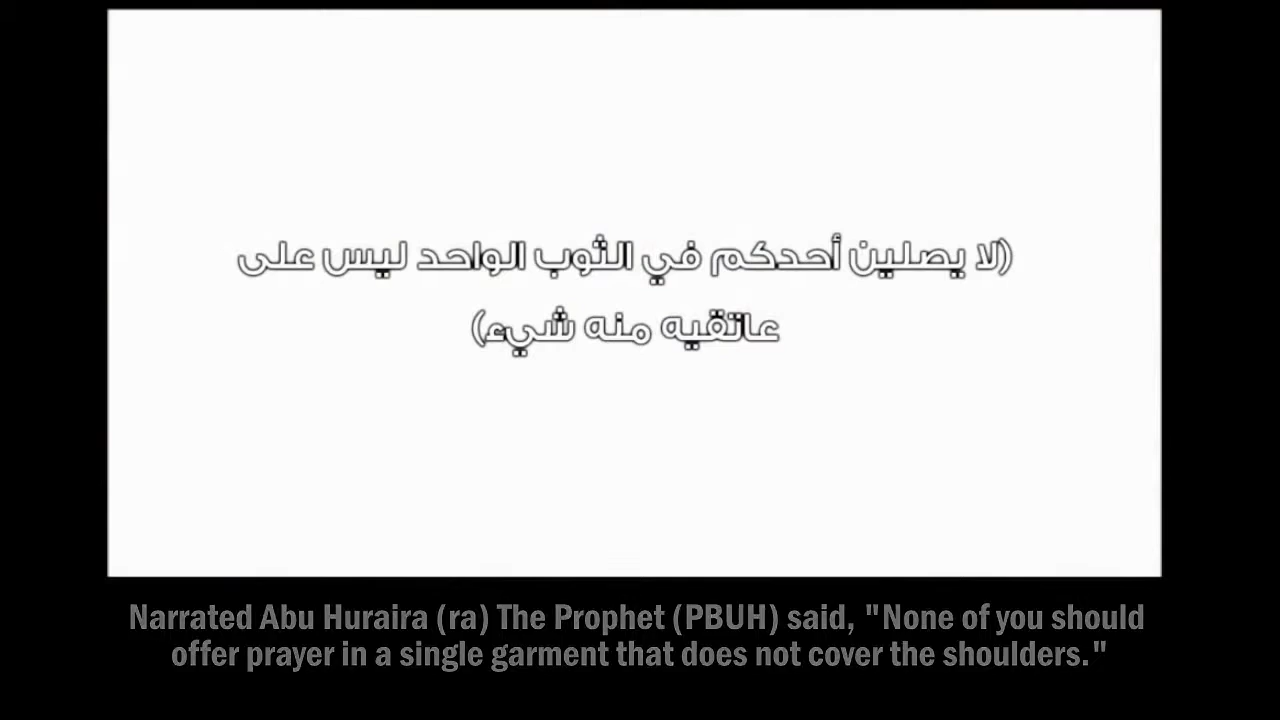 (لا يصلين أحدكم في الثوب الواحد ليس على
عاتقيه منه شيء)
Narrated Abu Huraira (ra) The Prophet (PBUH) said, "None of you should
offer prayer in a single garment that does not cover the shoulders."